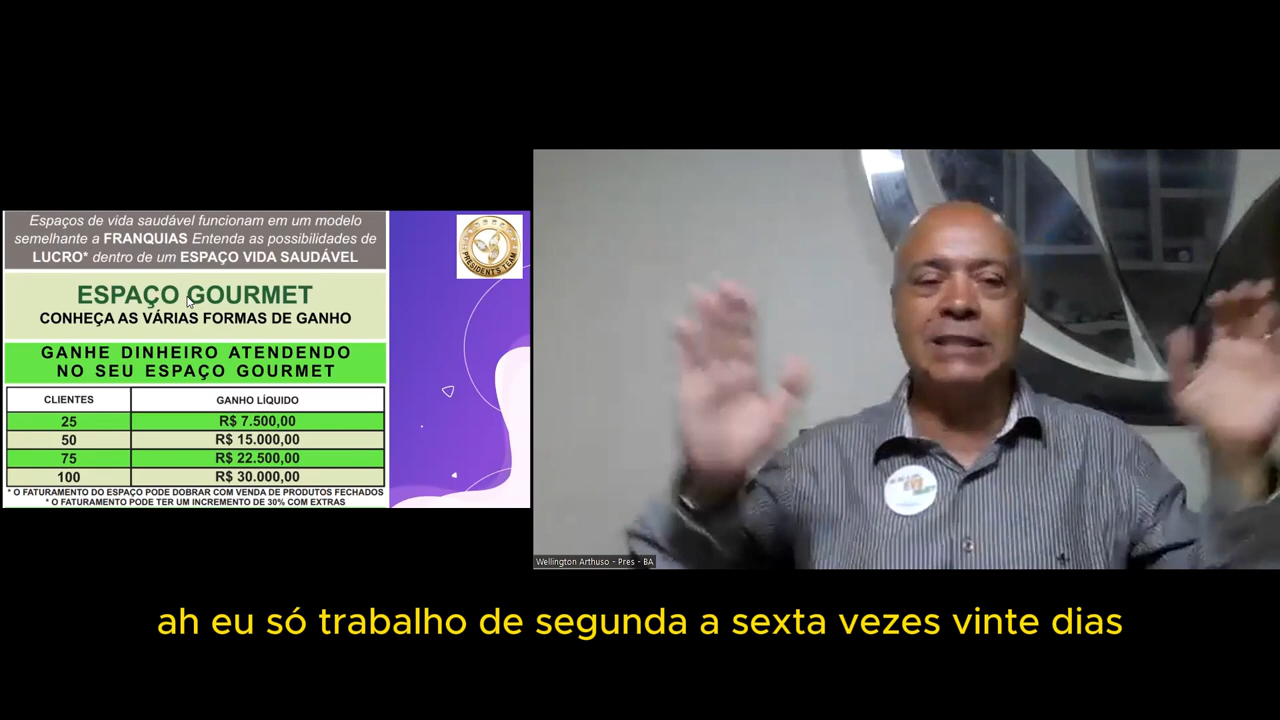 Espaços de vida saudável funcionam em um modelo
semelhante a FRANQUIAS Entenda as possibilidades de
LUCRO* dentro de um ESPAÇO VIDA SAUDÁVEL
ESPAÇO GOURMET
CONHEÇA AS VÁRIAS FORMAS DE GANHO
GANHE DINHEIRO ATENDENDO
NO SEU ESPAÇO GOURMET
CLIENTES GANHO LÍQUIDO
25 R$ 7.500,00
50 R$ 15.000,00
75 R$ 22.500,00
100 R$ 30.000,00
* O FATURAMENTO DO ESPAÇO PODE DOBRAR COM VENDA DE PRODUTOS FECHADOS
* O FATURAMENTO PODE TER UM INCREMENTO DE 30% COM EXTRAS
PRESIDENT'S TEAM
Wellington Arthuso - Pres - BA
ah eu só trabalho de segunda a sexta vezes vinte dias